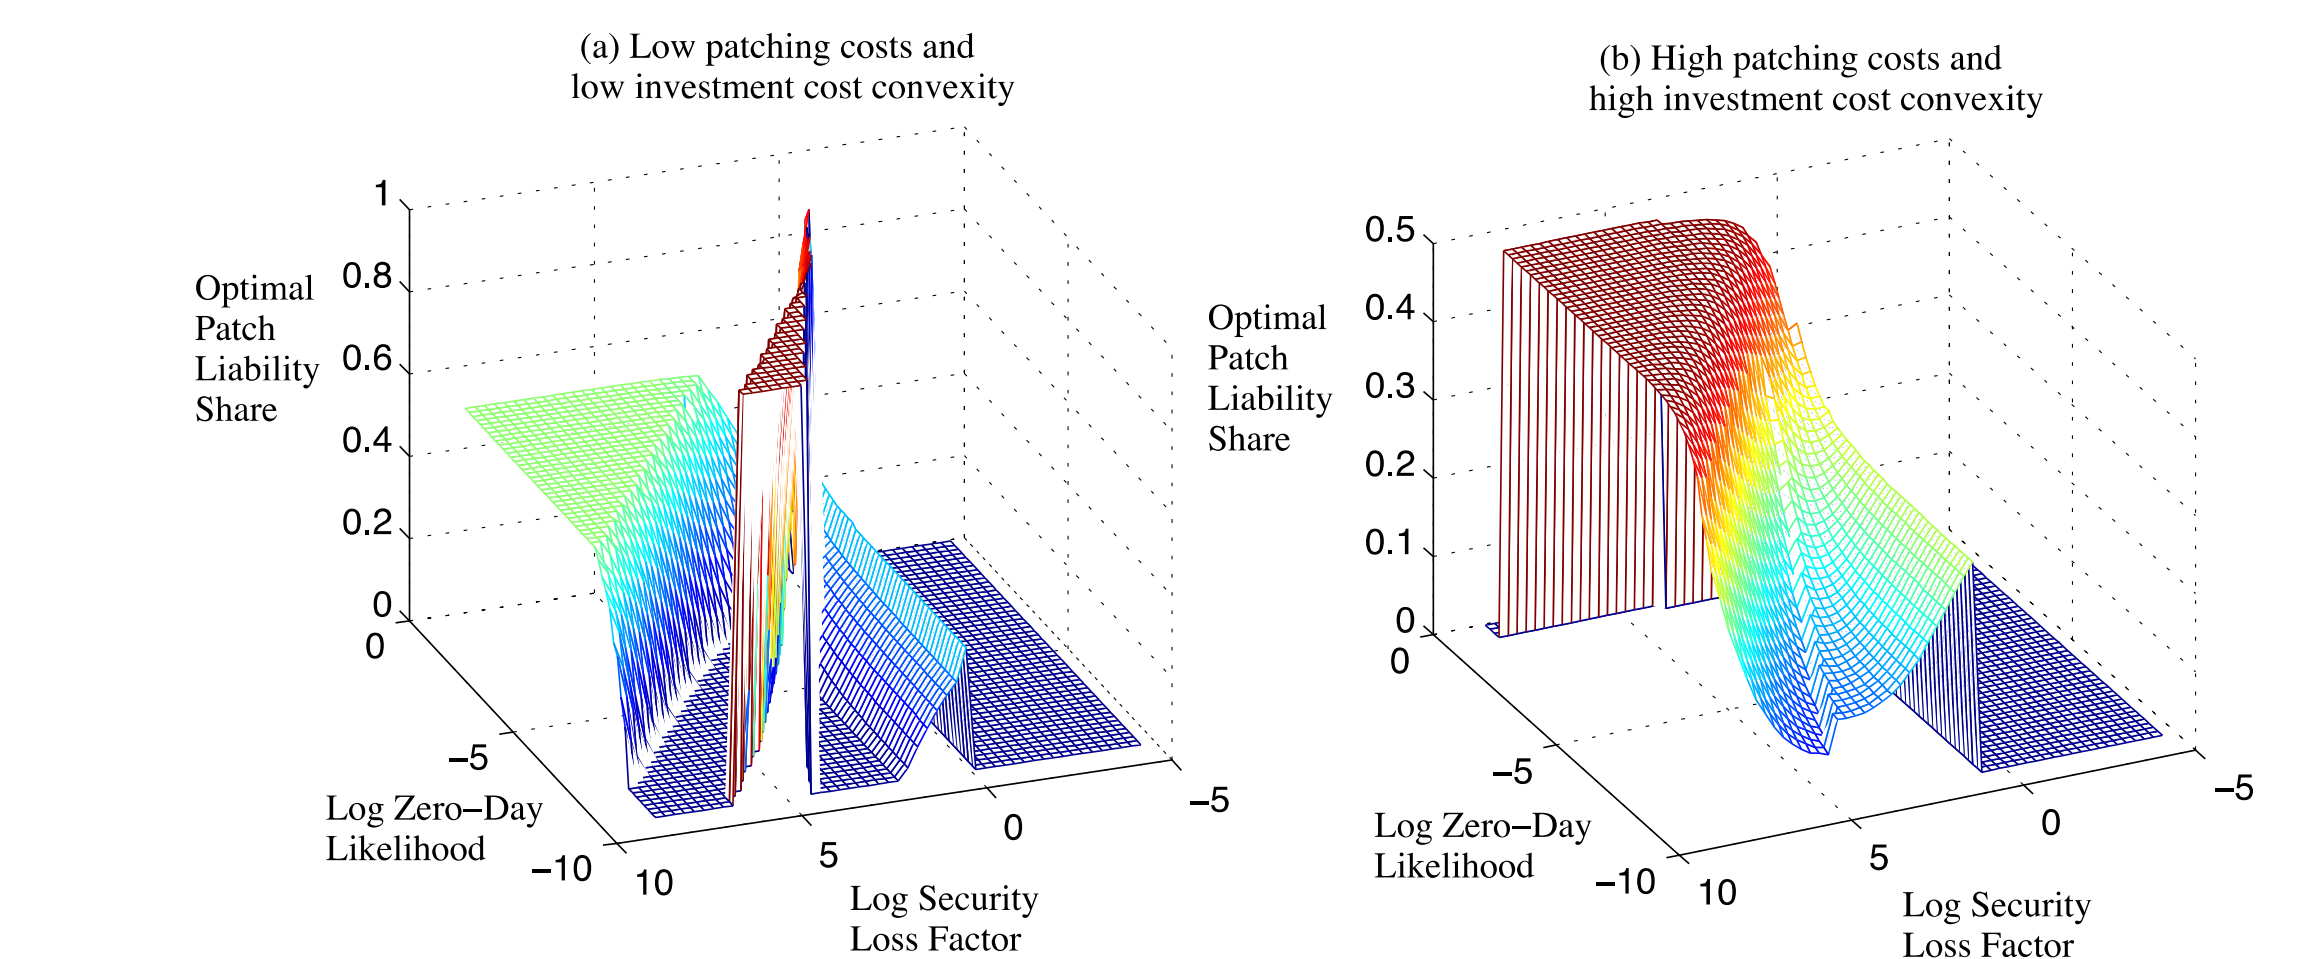 (a) Low patching costs and
low investment cost convexity
1
0.8
0.6
0.4
0.2
0
Optimal
Patch
Liability
Share
0
−5
−10
Log Zero−Day
Likelihood
10
5
0
−5
Log Security
Loss Factor
(b) High patching costs and
high investment cost convexity
0.5
0.4
0.3
0.2
0.1
0
Optimal
Patch
Liability
Share
0
−5
−10
Log Zero−Day
Likelihood
10
5
0
−5
Log Security
Loss Factor